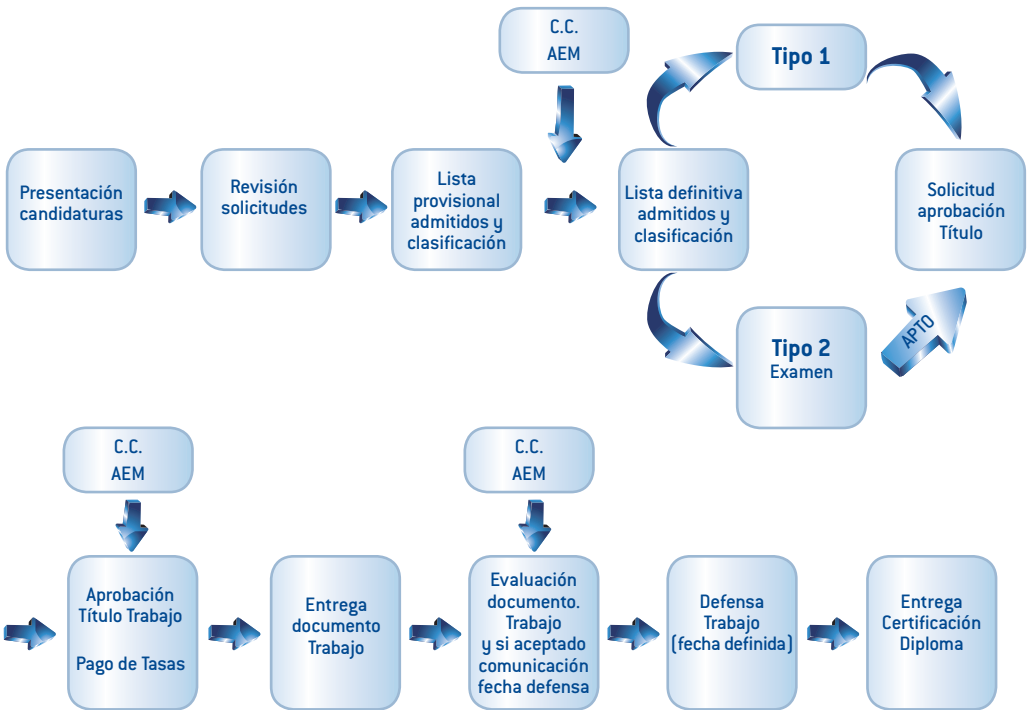 C.C.
AEM
Tipo 1
Presentación
candidaturas
Revisión
solicitudes
Lista
provisional
admitidos y
clasificación
Lista definitiva
admitidos y
clasificación
Solicitud
aprobación
Título
Tipo 2
Examen
APTO
C.C.
AEM
C.C.
AEM
Aprobación
Título Trabajo
Pago de Tasas
Entrega
documento
Trabajo
Evaluación
documento.
Trabajo
y si aceptado
comunicación
fecha defensa
Defensa
Trabajo
(fecha definida)
Entrega
Certificación
Diploma